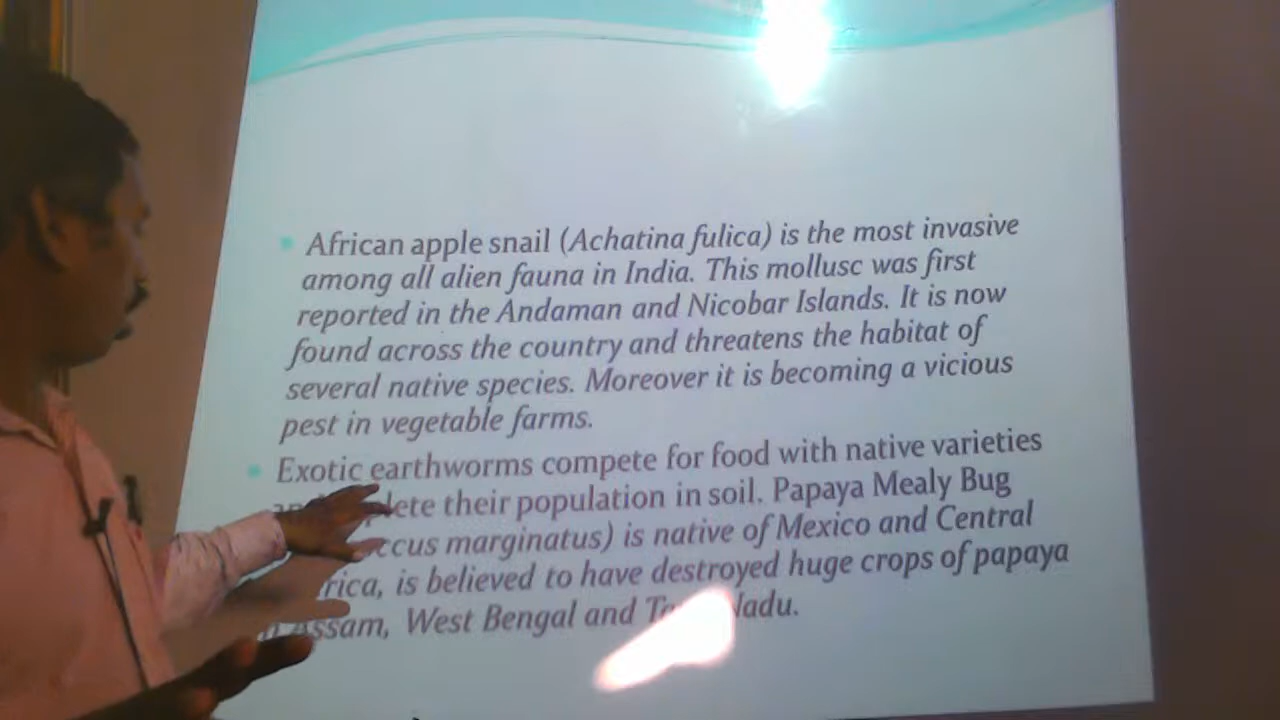 African apple snail (Achatina fulica) is the most invasive
among all alien fauna in India. This mollusc was first
reported in the Andaman and Nicobar Islands. It is now
found across the country and threatens the habitat of
several native species. Moreover it is becoming a vicious
pest in vegetable farms.
Exotic earthworms compete for food with native varieties
their population in soil. Papaya Mealy Bug
marginatus) is native of Mexico and Central
is believed to have destroyed huge crops of papaya
Assam, West Bengal and